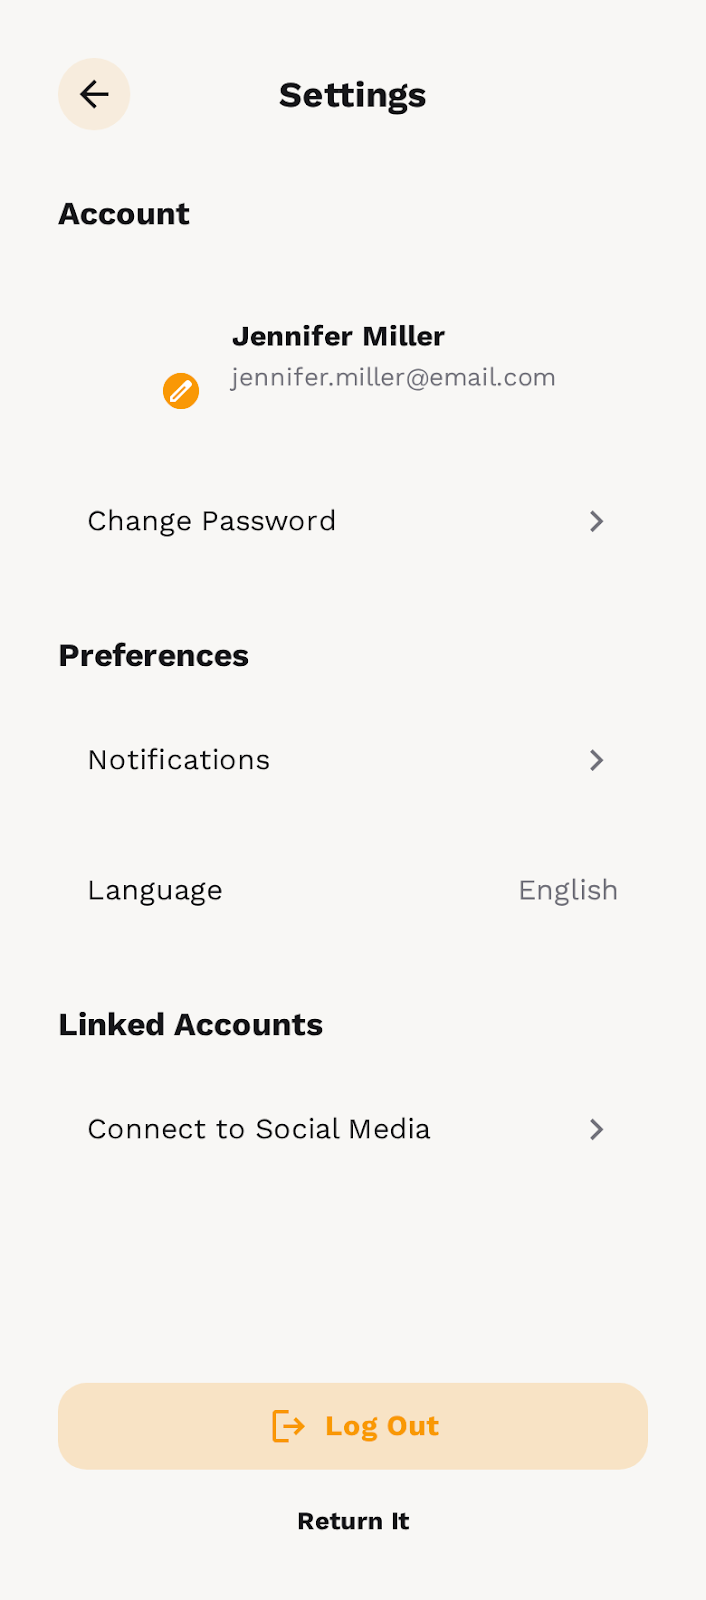 Settings
Account
Jennifer Miller
jennifer.miller@email.com
Change Password
Preferences
Notifications
Language English
Linked Accounts
Connect to Social Media
Log Out
Return It